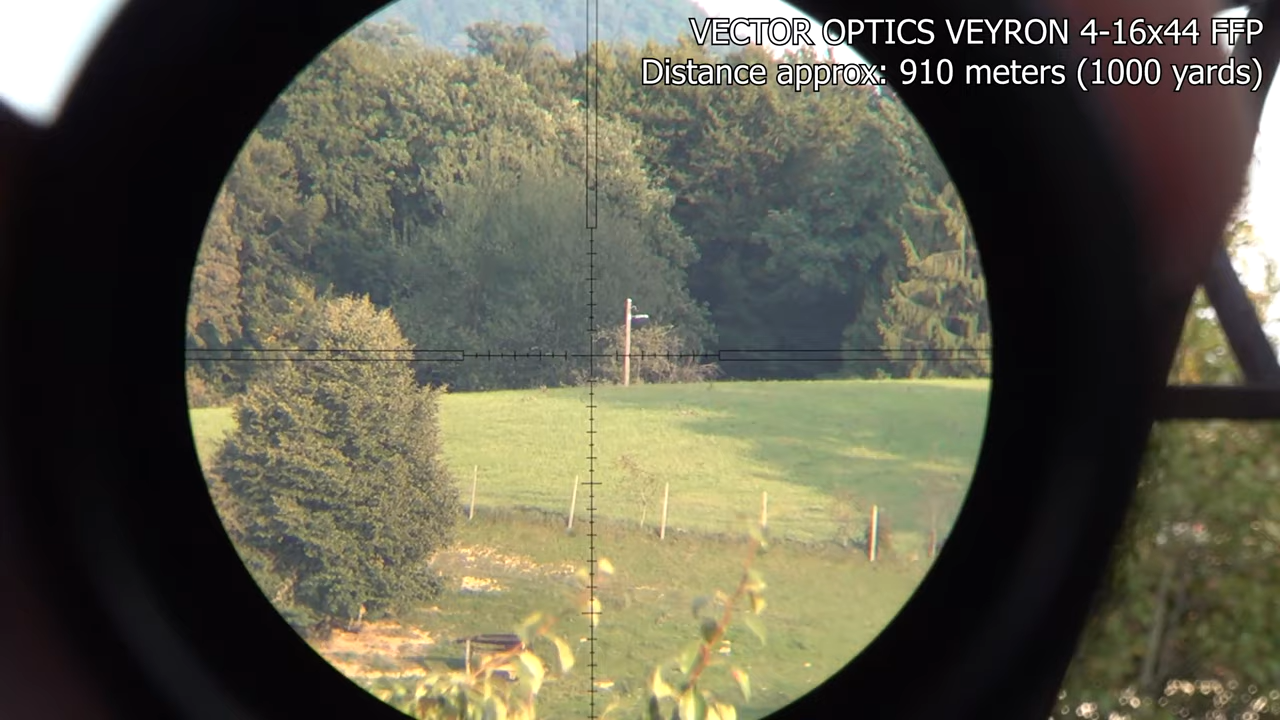 VECTOR OPTICS VEYRON 4-16x44 FFP
Distance approx: 910 meters (1000 yards)